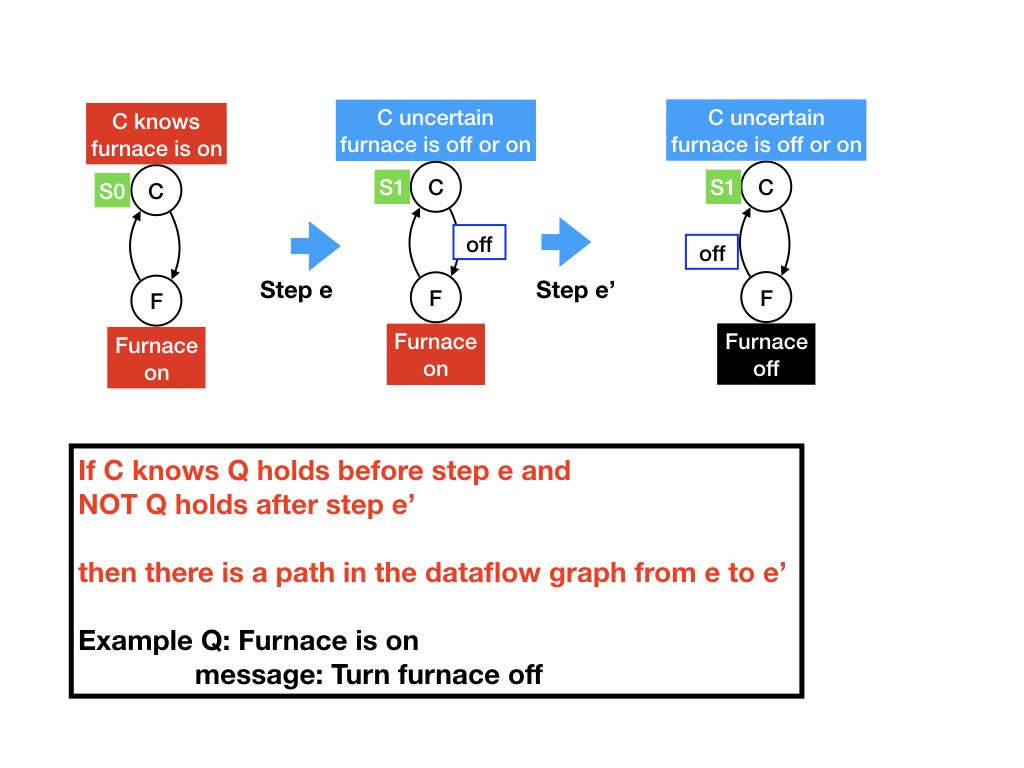 C knows
furnace is on
S0
C
F
Furnace
on
Step e
C uncertain
furnace is off or on
S1
C
off
F
Furnace
on
Step e’
C uncertain
furnace is off or on
S1
C
off
F
Furnace
off
If C knows Q holds before step e and
NOT Q holds after step e’
then there is a path in the dataflow graph from e to e’
Example Q: Furnace is on
message: Turn furnace off